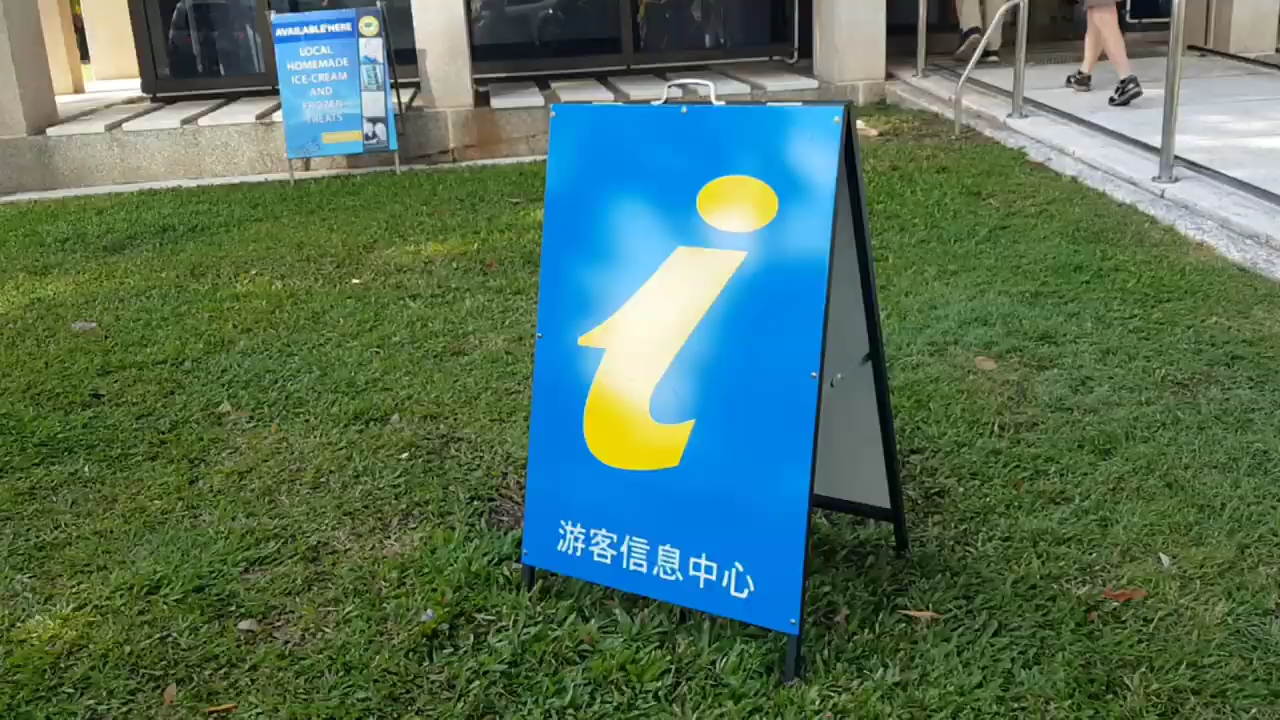 AVAILABLE HERE
LOCAL
HOMEMADE
ICE-CREAM
AND
FROZEN
TREATS
i
游客信息中心